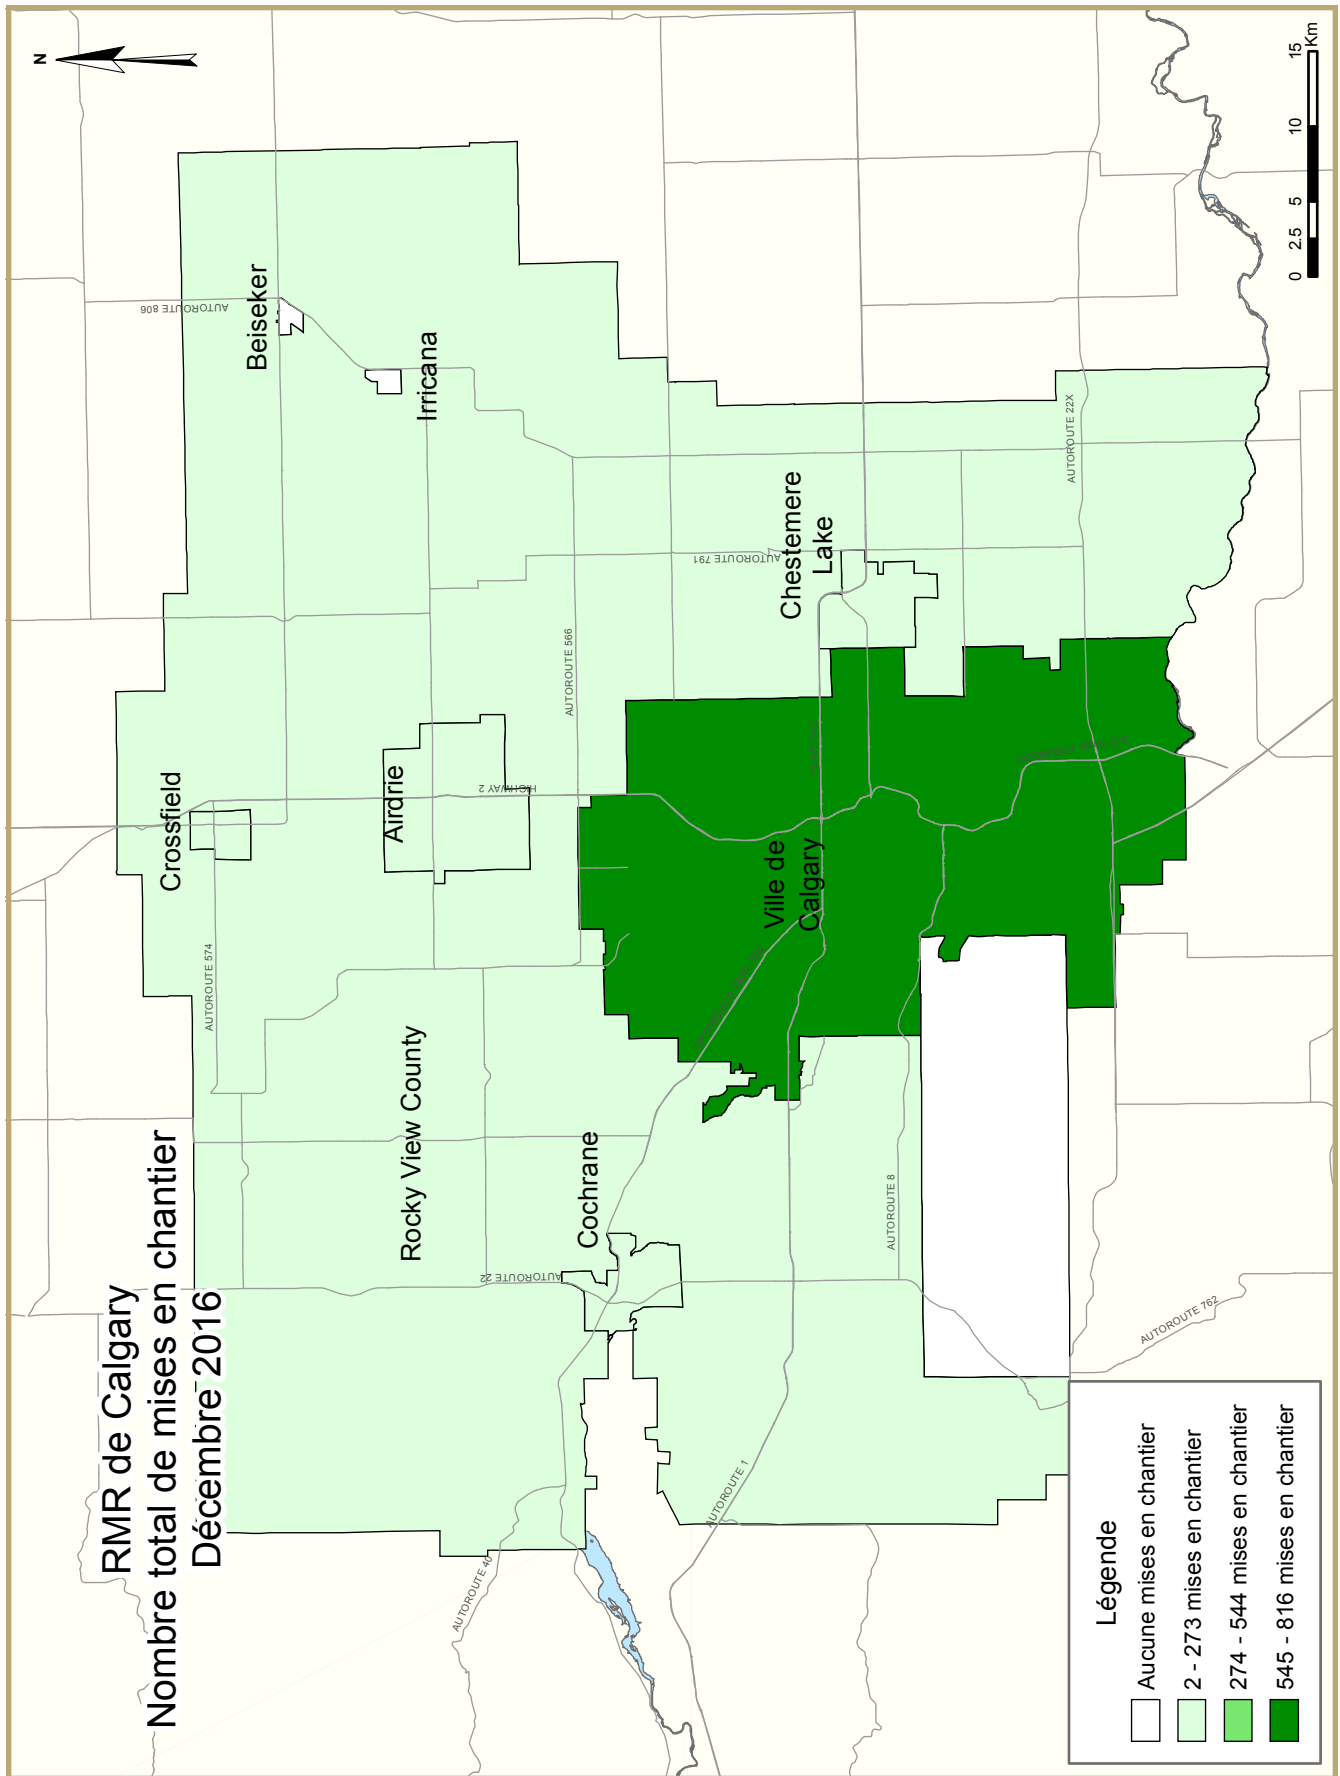 RMR de Calgary
Nombre total de mises en chantier
Décembre 2016
N
Crossfield
Beiseker
Irricana
Airdrie
Rocky View County
Cochrane
Chestemere
Lake
Ville de
Calgary
AUTOROUTE 574
AUTOROUTE 806
AUTOROUTE 566
HIGHWAY 2
AUTOROUTE 22
AUTOROUTE 791
AUTOROUTE 40
AUTOROUTE 1
AUTOROUTE 8
AUTOROUTE 22X
AUTOROUTE 762
Légende
Aucune mises en chantier
2 - 273 mises en chantier
274 - 544 mises en chantier
545 - 816 mises en chantier
0 2.5 5 10 15
Km